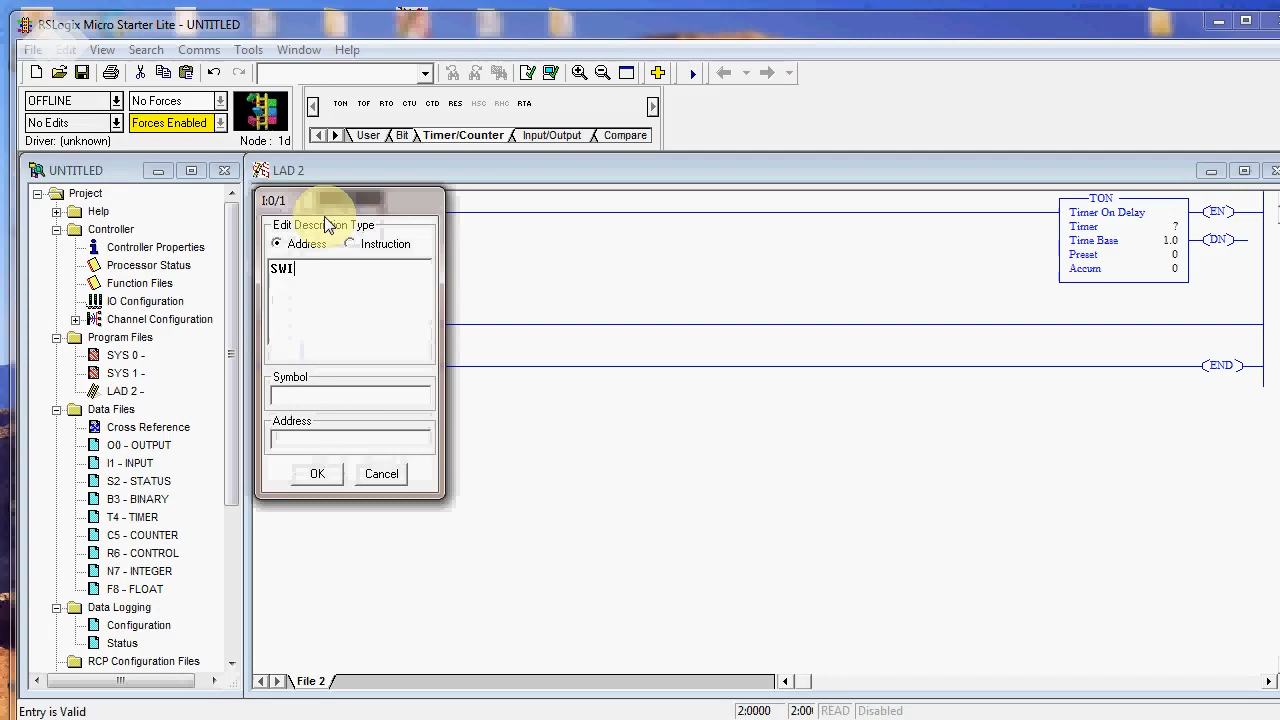 RSLogix Micro Starter Lite - UNTITLED
File Edit View Search Comms Tools Window Help
OFFLINE No Forces
No Edits Forces Enabled
Driver: (unknown) Node : 1d
TON TOF RTO CTU CTD RES HSC RHC RTA
User Bit Timer/Counter Input/Output Compare
UNTITLED
Project
Help
Controller
Controller Properties
Processor Status
Function Files
IO Configuration
Channel Configuration
Program Files
SYS 0 -
SYS 1 -
LAD 2 -
Data Files
Cross Reference
O0 - OUTPUT
I1 - INPUT
S2 - STATUS
B3 - BINARY
T4 - TIMER
C5 - COUNTER
R6 - CONTROL
N7 - INTEGER
F8 - FLOAT
Data Logging
Configuration
Status
RCP Configuration Files
LAD 2
I:0/1
Edit Description Type
Address Instruction
SWI
Symbol
Address
OK Cancel
TON
Timer On Delay EN
Timer ?
Time Base 1.0 DN
Preset 0
Accum 0
END
File 2
Entry is Valid 2:0000 2:00 READ Disabled